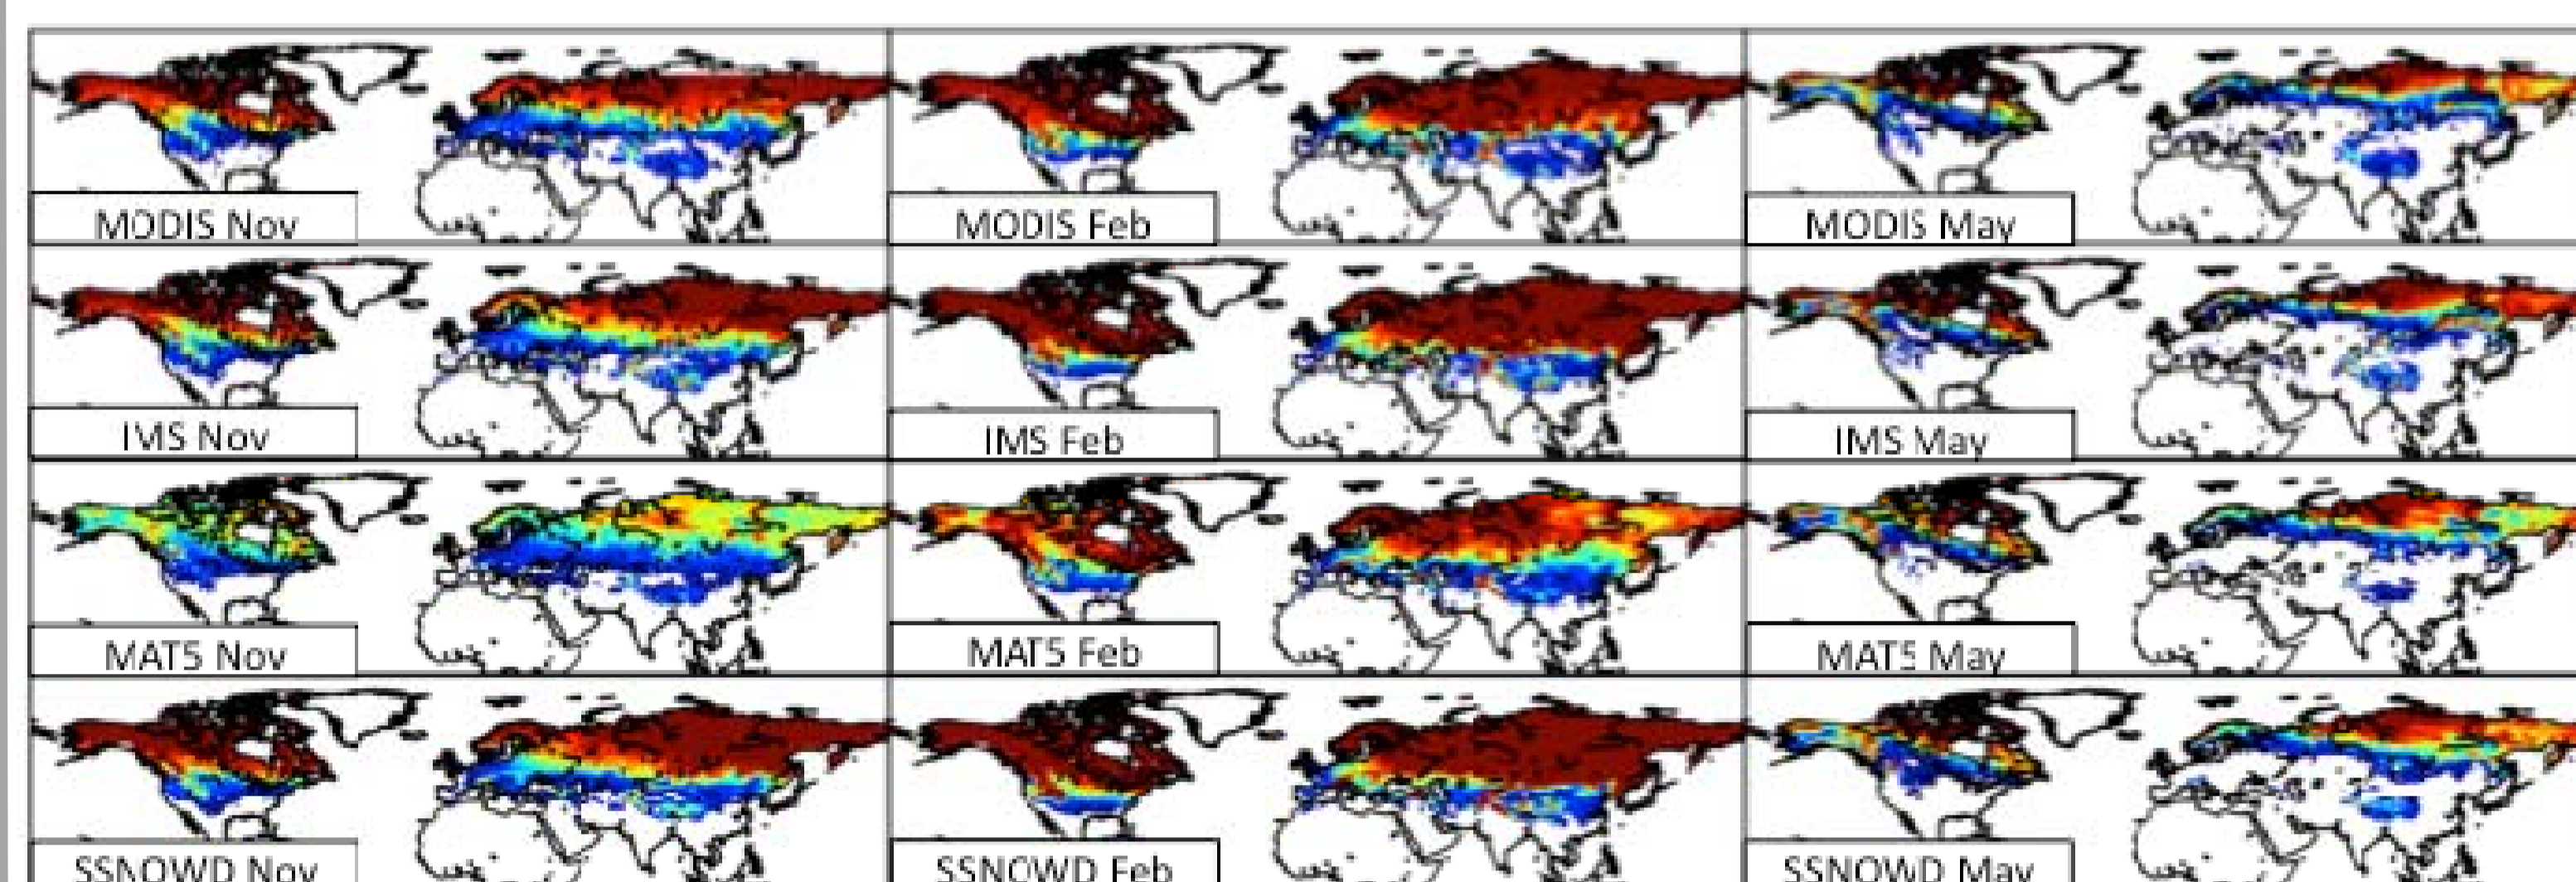 MODIS Nov
MODIS Feb
MODIS May
IMS Nov
IMS Feb
IMS May
MAT5 Nov
MAT5 Feb
MAT5 May
SSNOWD Nov
SSNOWD Feb
SSNOWD May